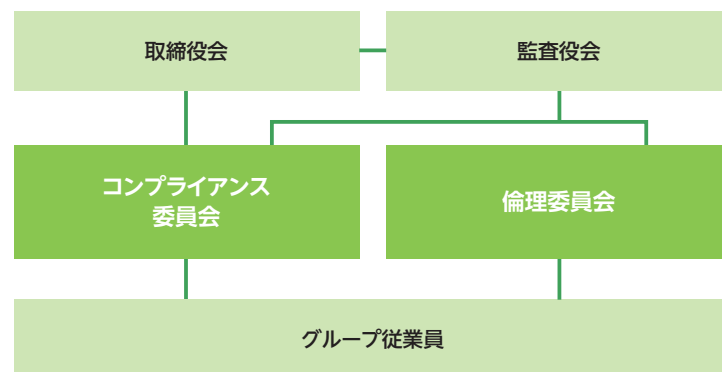 取締役会
監査役会
コンプライアンス
委員会
倫理委員会
グループ従業員